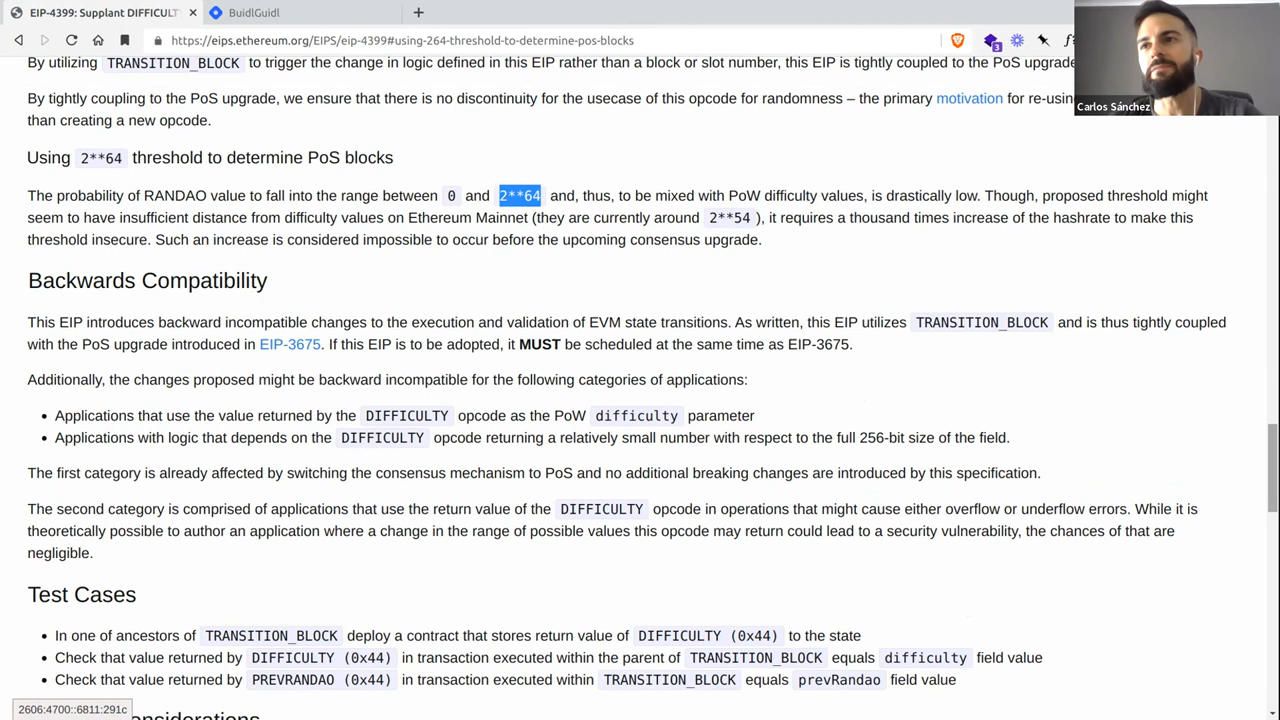 EIP-4399: Supplant DIFFICULT
BuidlGuidl
https://eips.ethereum.org/EIPS/eip-4399#using-264-threshold-to-determine-pos-blocks
3
Carlos Sánchez
By utilizing TRANSITION_BLOCK to trigger the change in logic defined in this EIP rather than a block or slot number, this EIP is tightly coupled to the PoS upgrade
By tightly coupling to the PoS upgrade, we ensure that there is no discontinuity for the usecase of this opcode for randomness – the primary motivation for re-us
than creating a new opcode.
Using 2**64 threshold to determine PoS blocks
The probability of RANDAO value to fall into the range between 0 and 2**64 and, thus, to be mixed with PoW difficulty values, is drastically low. Though, proposed threshold might
seem to have insufficient distance from difficulty values on Ethereum Mainnet (they are currently around 2**54 ), it requires a thousand times increase of the hashrate to make this
threshold insecure. Such an increase is considered impossible to occur before the upcoming consensus upgrade.
Backwards Compatibility
This EIP introduces backward incompatible changes to the execution and validation of EVM state transitions. As written, this EIP utilizes TRANSITION_BLOCK and is thus tightly coupled
with the PoS upgrade introduced in EIP-3675. If this EIP is to be adopted, it MUST be scheduled at the same time as EIP-3675.
Additionally, the changes proposed might be backward incompatible for the following categories of applications:
• Applications that use the value returned by the DIFFICULTY opcode as the PoW difficulty parameter
• Applications with logic that depends on the DIFFICULTY opcode returning a relatively small number with respect to the full 256-bit size of the field.
The first category is already affected by switching the consensus mechanism to PoS and no additional breaking changes are introduced by this specification.
The second category is comprised of applications that use the return value of the DIFFICULTY opcode in operations that might cause either overflow or underflow errors. While it is
theoretically possible to author an application where a change in the range of possible values this opcode may return could lead to a security vulnerability, the chances of that are
negligible.
Test Cases
• In one of ancestors of TRANSITION_BLOCK deploy a contract that stores return value of DIFFICULTY (0x44) to the state
• Check that value returned by DIFFICULTY (0x44) in transaction executed within the parent of TRANSITION_BLOCK equals difficulty field value
• Check that value returned by PREVRANDAO (0x44) in transaction executed within TRANSITION_BLOCK equals prevRandao field value
2606:4700::6811:291c
onsiderations